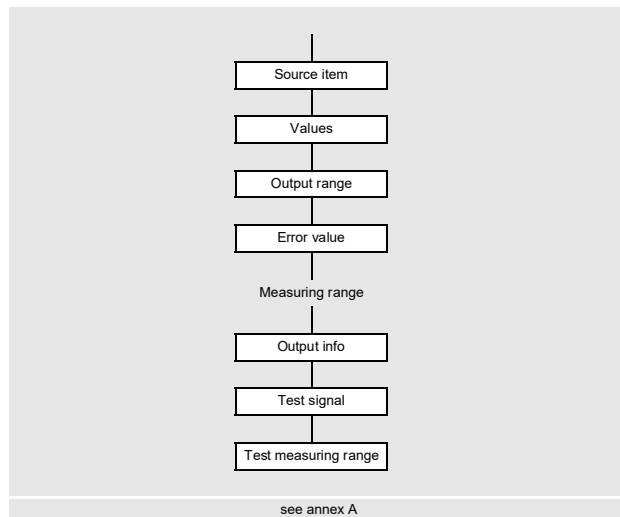 Source item
Values
Output range
Error value
Measuring range
Output info
Test signal
Test measuring range
see annex A